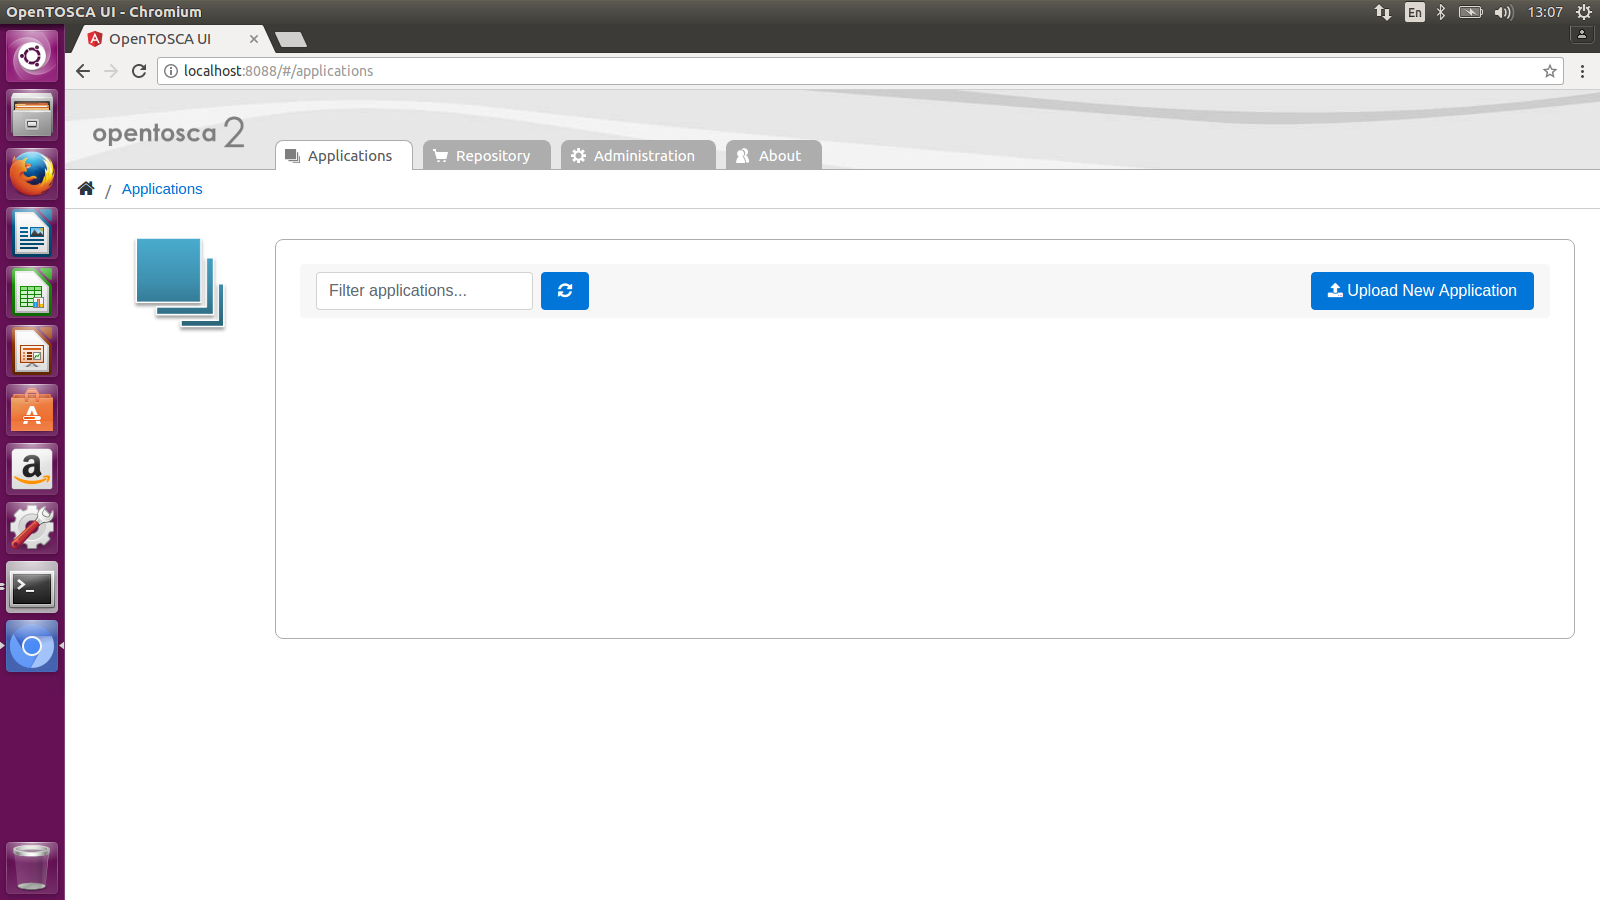 OpenTOSCA UI - Chromium
En
13:07
OpenTOSCA UI
localhost:8088/#/applications
opentosca 2
Applications
Repository
Administration
About
/ Applications
Filter applications...
Upload New Application